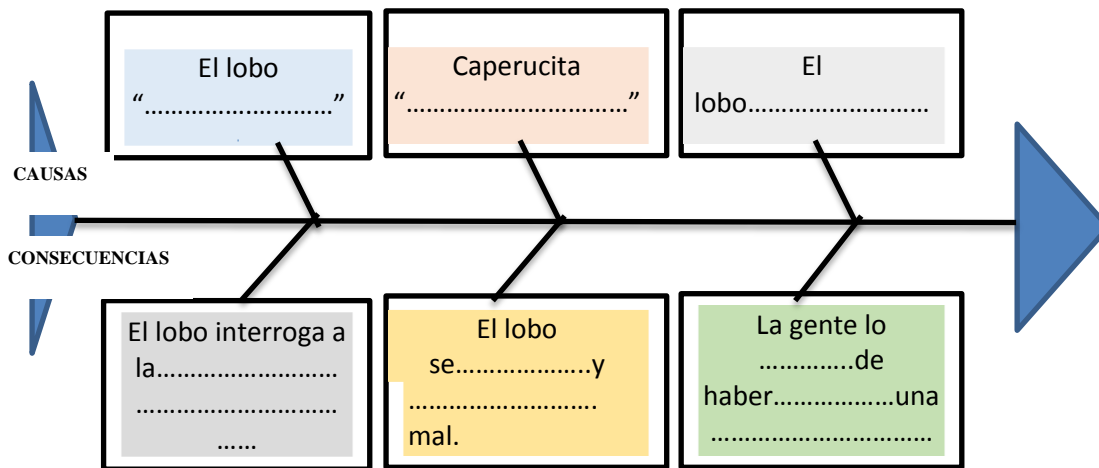 El lobo
“……………….…………”
.
Caperucita
“…………………………….”
El
lobo…………………………
CAUSAS
CONSECUENCIAS
El lobo interroga a
la……………………………
…………………………………
……
El lobo
se………………..y
………………………………
mal.
La gente lo
…………..de
haber………………una
……………………………………